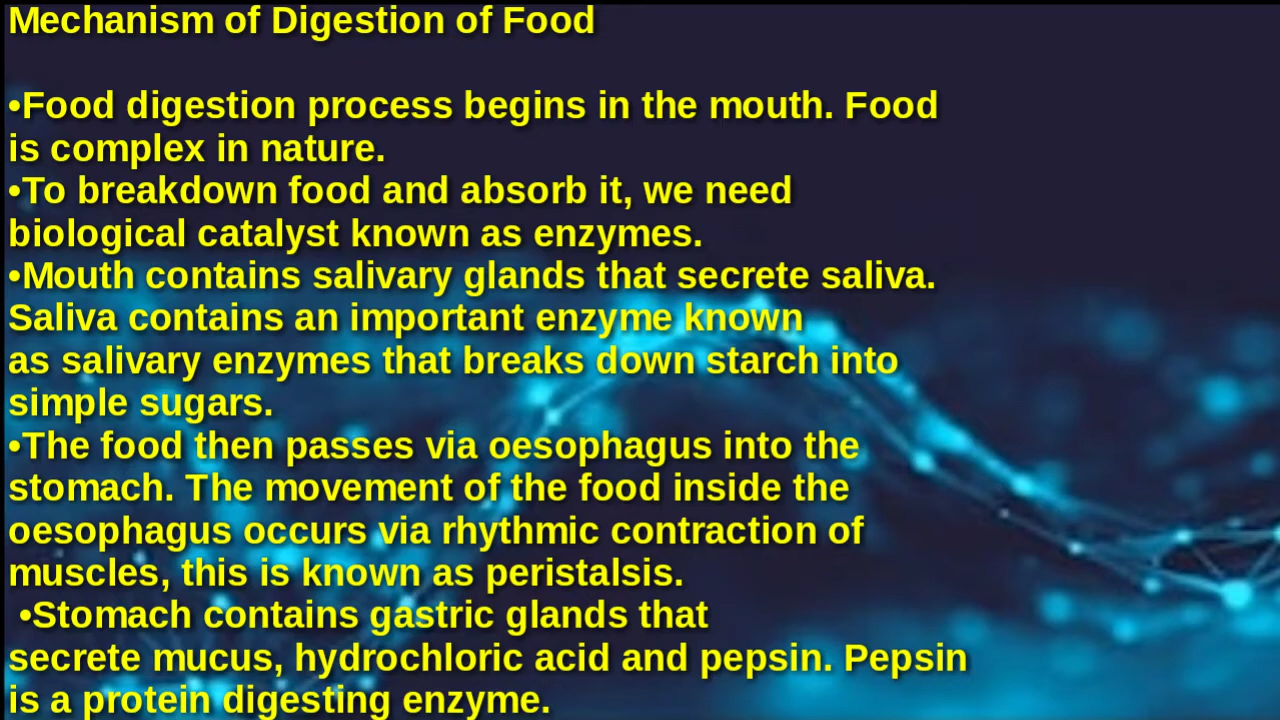 Mechanism of Digestion of Food
•Food digestion process begins in the mouth. Food
is complex in nature.
•To breakdown food and absorb it, we need
biological catalyst known as enzymes.
•Mouth contains salivary glands that secrete saliva.
Saliva contains an important enzyme known
as salivary enzymes that breaks down starch into
simple sugars.
•The food then passes via oesophagus into the
stomach. The movement of the food inside the
oesophagus occurs via rhythmic contraction of
muscles, this is known as peristalsis.
•Stomach contains gastric glands that
secrete mucus, hydrochloric acid and pepsin. Pepsin
is a protein digesting enzyme.